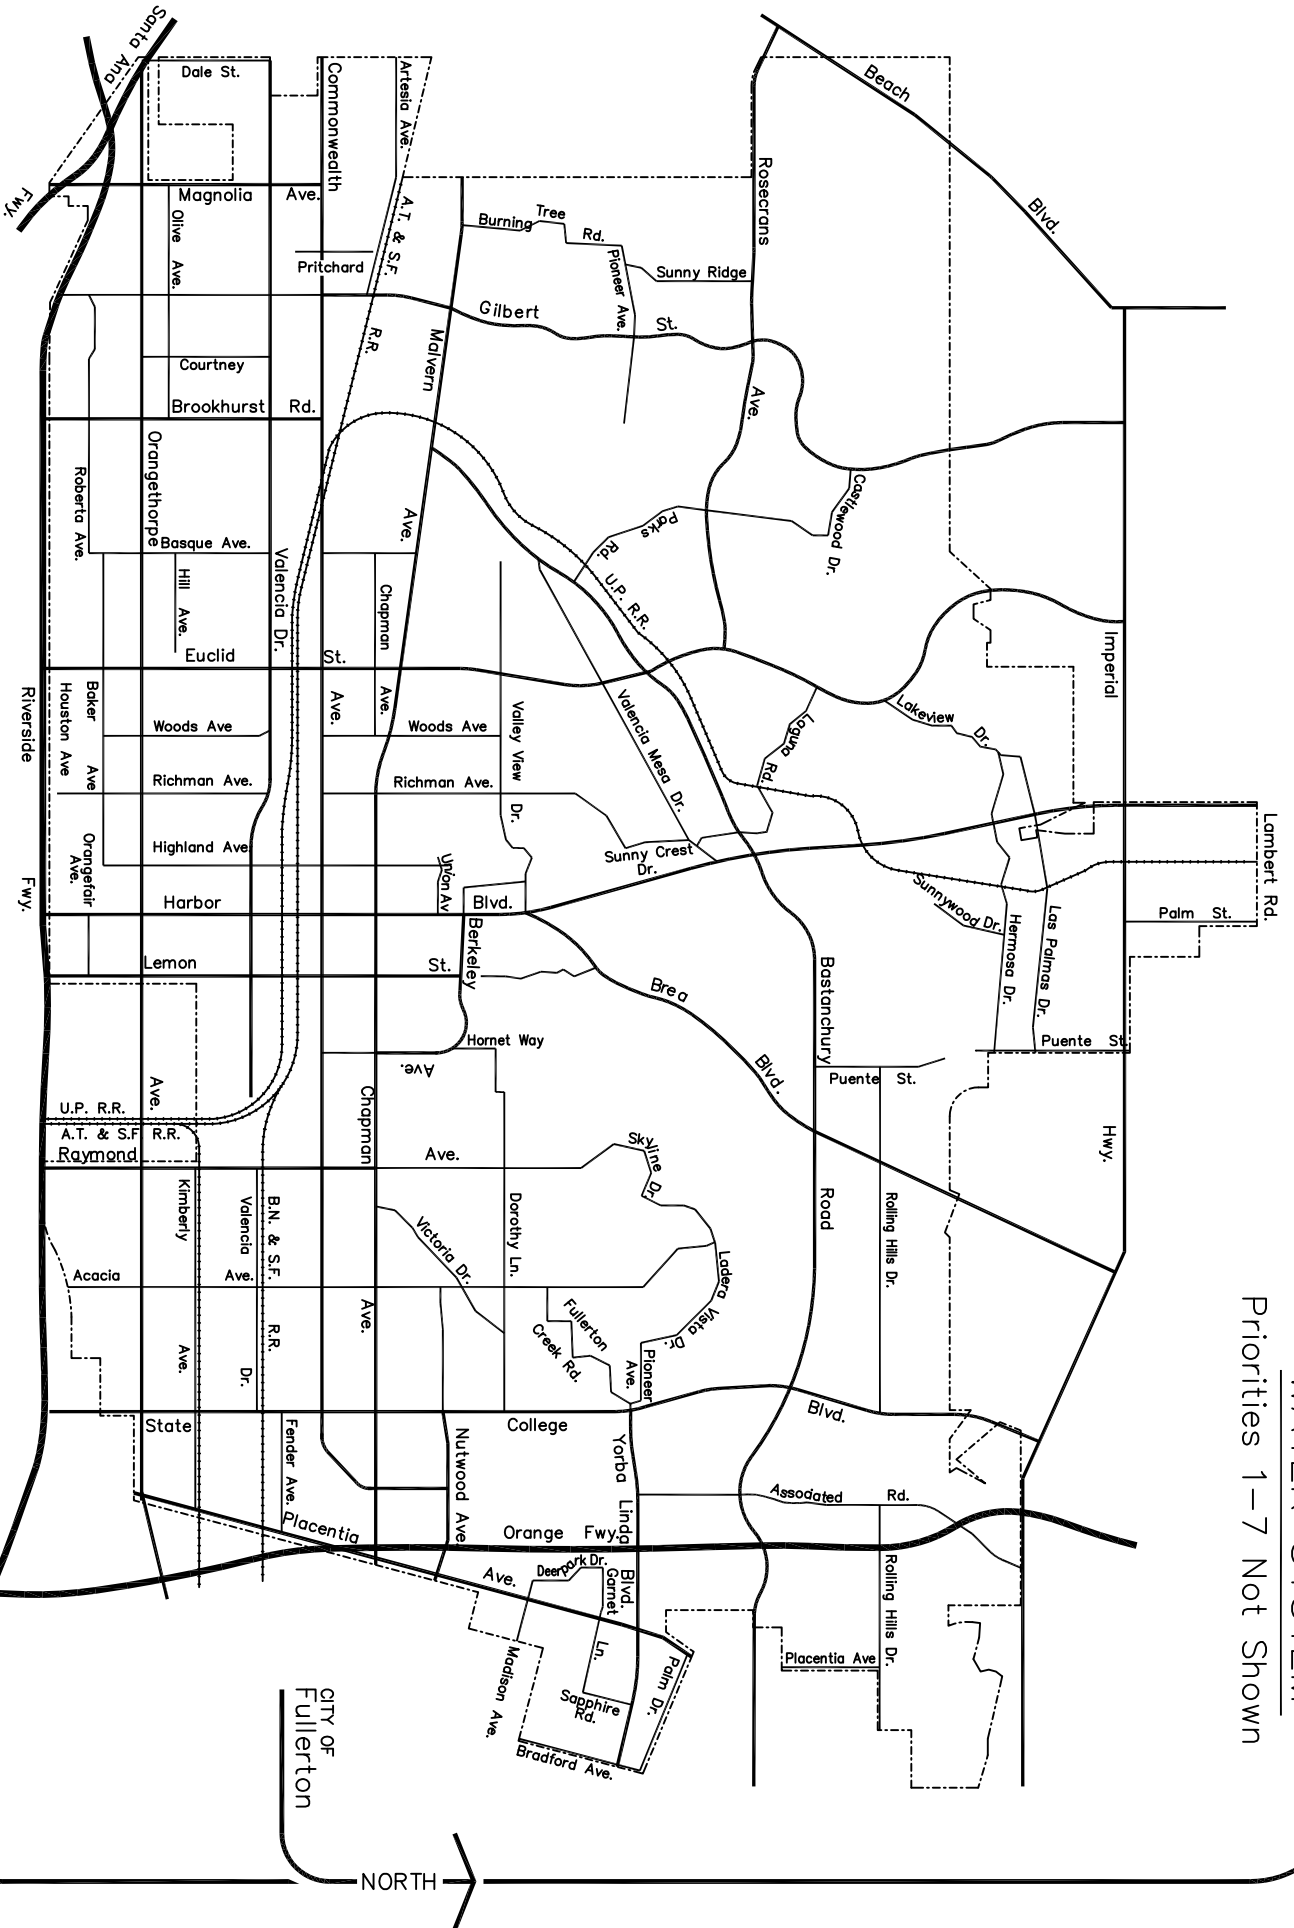 Santa Ana
Fwy.
Dale St.
Commonwealth
Artesia Ave.
Beach
Blvd.
Rosecrans
Magnolia Ave.
Olive Ave.
A.T. & S.F.
R.R.
Burning Tree
Rd.
Pioneer Ave.
Sunny Ridge
Pritchard
Gilbert
St.
Malvern
Courtney
Brookhurst Rd.
Ave.
Orangethorpe
Roberta Ave.
Castlewood Dr.
Parks
Rd.
Ave.
Basque Ave.
Valencia Dr.
Hill Ave.
Chapman
Ave.
U.P. R.R.
Euclid
St.
Imperial
Riverside
Houston Ave
Baker Ave
Woods Ave
Ave.
Woods Ave
Valley View
Dr.
Valencia Mesa Dr.
Laguna
Rd.
Lakeview
Dr.
Richman Ave.
Richman Ave.
Lambert Rd.
Highland Ave
Orangefair
Ave.
Union Av
Sunny Crest
Dr.
Fwy.
Harbor
Blvd.
Sunnywood Dr.
Hermosa Dr.
Las Palmas Dr.
Palm St.
Lemon
St.
Berkeley
Brea
Blvd.
Bastanchury
Hornet Way
Ave.
Puente St.
Puente St.
Ave.
U.P. R.R.
A.T. & S.F. R.R.
Raymond
Chapman
Ave.
Skyline
Dr.
Hwy.
Kimberly
Valencia
B.N. & S.F.
Dorothy Ln.
Road
Rolling Hills Dr.
Victoria Dr.
Acacia
Ave.
Ladera
Vista
Dr.
Ave.
R.R.
Ave.
Dr.
Fullerton
Creek Rd.
Pioneer
Ave.
State
College
Blvd.
Fender Ave.
Nutwood Ave.
Yorba
Linda
Blvd.
Associated Rd.
Placentia
Ave.
Orange Fwy.
Deerpark Dr.
Garnet
Ln.
Rolling Hills Dr.
Placentia Ave
Madison Ave.
Sapphire
Rd.
Palm Dr.
Bradford Ave.
Priorities 1-7 Not Shown
CITY OF
Fullerton
NORTH